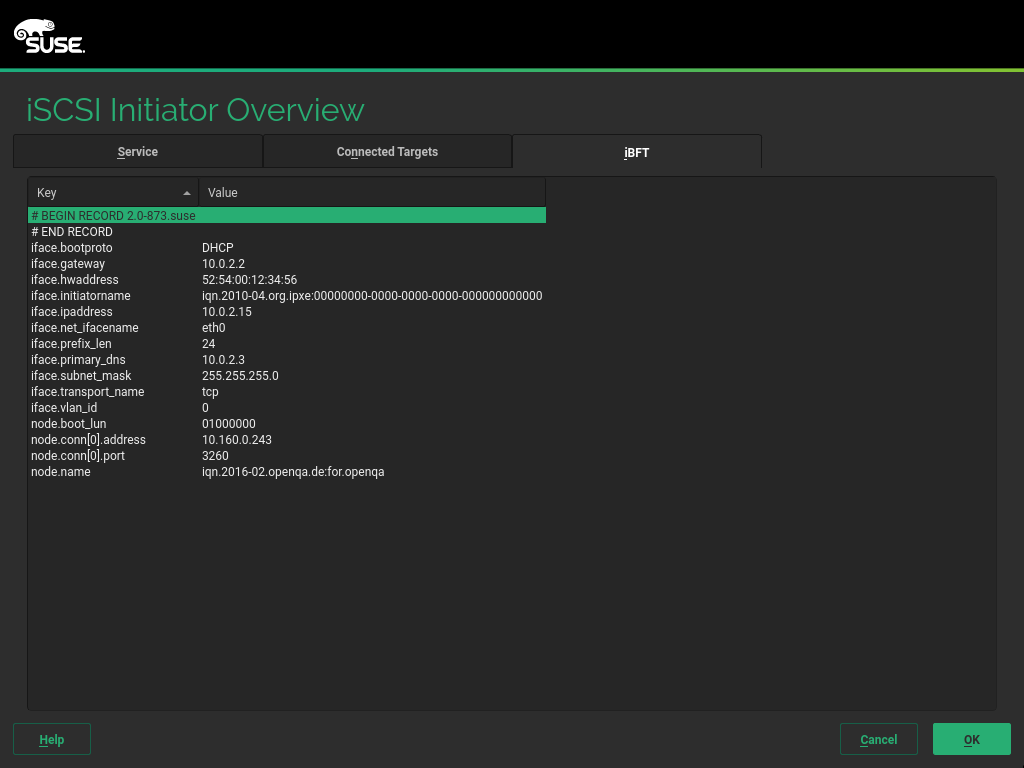 SUSE.
iSCSI Initiator Overview
Service Connected Targets iBFT
Key Value
# BEGIN RECORD 2.0-873.suse
# END RECORD
iface.bootproto DHCP
iface.gateway 10.0.2.2
iface.hwaddress 52:54:00:12:34:56
iface.initiatorname iqn.2010-04.org.ipxe:00000000-0000-0000-0000-000000000000
iface.ipaddress 10.0.2.15
iface.net_ifacename eth0
iface.prefix_len 24
iface.primary_dns 10.0.2.3
iface.subnet_mask 255.255.255.0
iface.transport_name tcp
iface.vlan_id 0
node.boot_lun 01000000
node.conn[0].address 10.160.0.243
node.conn[0].port 3260
node.name iqn.2016-02.openqa.de:for.openqa
Help Cancel OK